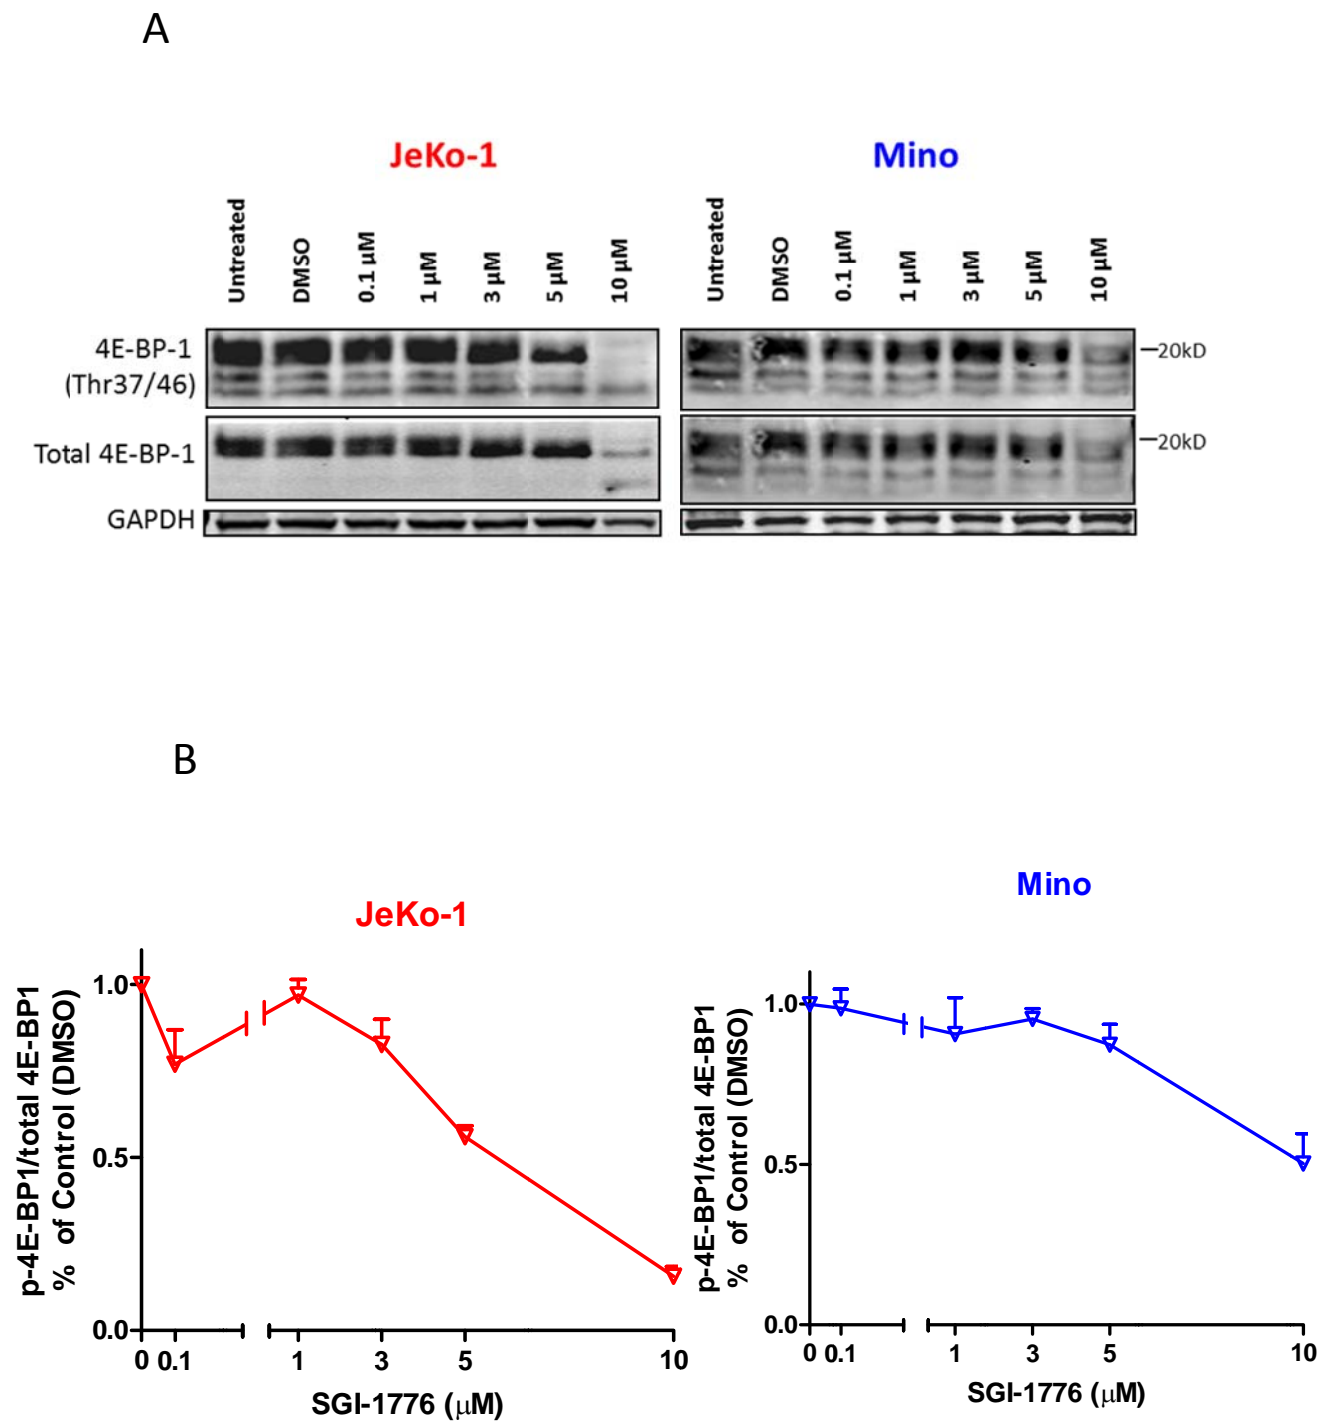 A
JeKo-1
Mino
Untreated
DMSO
0.1 µM
1 µM
3 µM
5 µM
10 µM
Untreated
DMSO
0.1 µM
1 µM
3 µM
5 µM
10 µM
4E-BP-1
(Thr37/46)
20kD
Total 4E-BP-1
20kD
GAPDH
B
JeKo-1
p-4E-BP1/total 4E-BP1
% of Control (DMSO)
1.0
0.5
0.0
0 0.1 1 3 5 10
SGI-1776 (µM)
Mino
p-4E-BP1/total 4E-BP1
% of Control (DMSO)
1.0
0.5
0.0
0 0.1 1 3 5 10
SGI-1776 (µM)